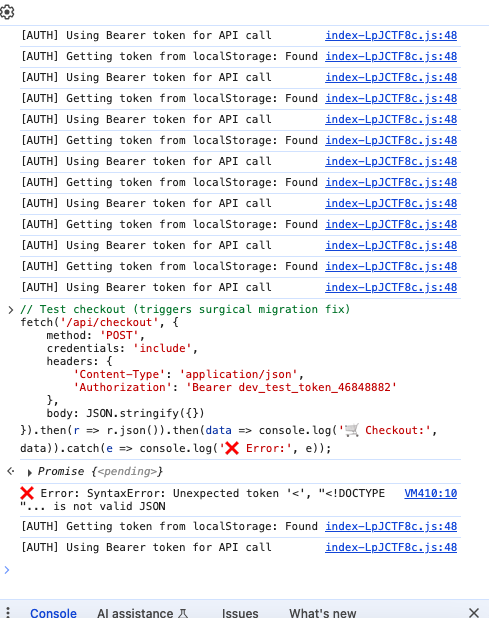 [AUTH] Using Bearer token for API call index-LpJCTF8c.js:48
[AUTH] Getting token from localStorage: Found index-LpJCTF8c.js:48
[AUTH] Using Bearer token for API call index-LpJCTF8c.js:48
[AUTH] Getting token from localStorage: Found index-LpJCTF8c.js:48
[AUTH] Using Bearer token for API call index-LpJCTF8c.js:48
[AUTH] Getting token from localStorage: Found index-LpJCTF8c.js:48
[AUTH] Using Bearer token for API call index-LpJCTF8c.js:48
[AUTH] Getting token from localStorage: Found index-LpJCTF8c.js:48
[AUTH] Using Bearer token for API call index-LpJCTF8c.js:48
[AUTH] Getting token from localStorage: Found index-LpJCTF8c.js:48
[AUTH] Using Bearer token for API call index-LpJCTF8c.js:48
[AUTH] Getting token from localStorage: Found index-LpJCTF8c.js:48
[AUTH] Using Bearer token for API call index-LpJCTF8c.js:48
// Test checkout (triggers surgical migration fix)
fetch('/api/checkout', {
    method: 'POST',
    credentials: 'include',
    headers: {
        'Content-Type': 'application/json',
        'Authorization': 'Bearer dev_test_token_46848882'
    },
    body: JSON.stringify({})
}).then(r => r.json()).then(data => console.log('🛒 Checkout:',
data)).catch(e => console.log('❌ Error:', e));
Promise {<pending>}
❌ Error: SyntaxError: Unexpected token '<', "<!DOCTYPE VM410:10
"... is not valid JSON
[AUTH] Getting token from localStorage: Found index-LpJCTF8c.js:48
[AUTH] Using Bearer token for API call index-LpJCTF8c.js:48
Console AI assistance Issues What's new